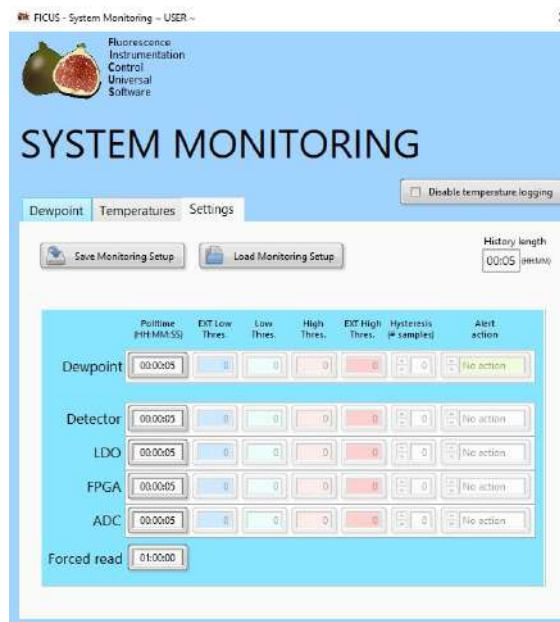 FICUS - System Monitoring - USER -
Fluorescence
Instrumentation
Control
Universal
Software
SYSTEM MONITORING
Disable temperature logging
Dewpoint Temperatures Settings
Save Monitoring Setup Load Monitoring Setup
History length
00:05 (HH:MM)
Polltime EXT Low Low High EXT High Hysteresis Alert
(HH:MM:SS) Thres. Thres. Thres. Thres. (# samples) action
Dewpoint 00:00:05 0 0 0 0 0 No action
Detector 00:00:05 0 0 0 0 0 No action
LDO 00:00:05 0 0 0 0 0 No action
FPGA 00:00:05 0 0 0 0 0 No action
ADC 00:00:05 0 0 0 0 0 No action
Forced read 01:00:00